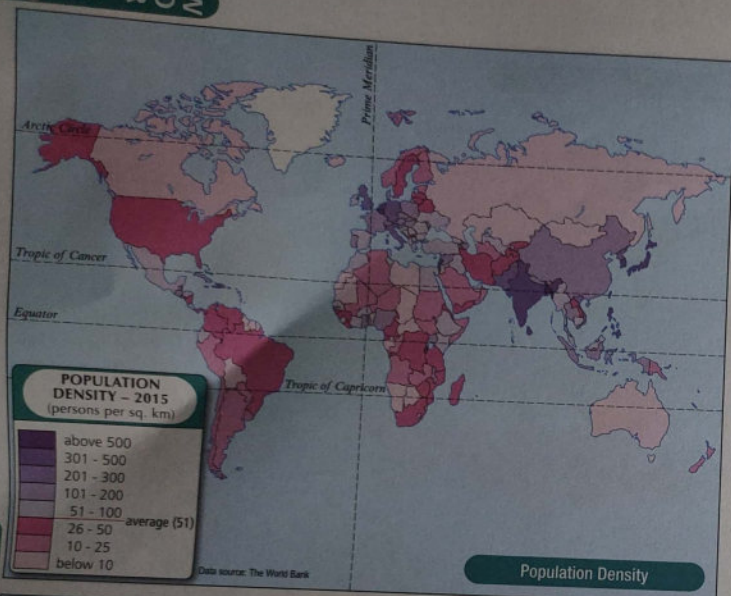 Prime Meridian
Arctic Circle
Tropic of Cancer
Equator
Tropic of Capricorn
POPULATION
DENSITY – 2015
(persons per sq. km)
above 500
301 - 500
201 - 300
101 - 200
51 - 100
average (51)
26 - 50
10 - 25
below 10
Data source: The World Bank
Population Density